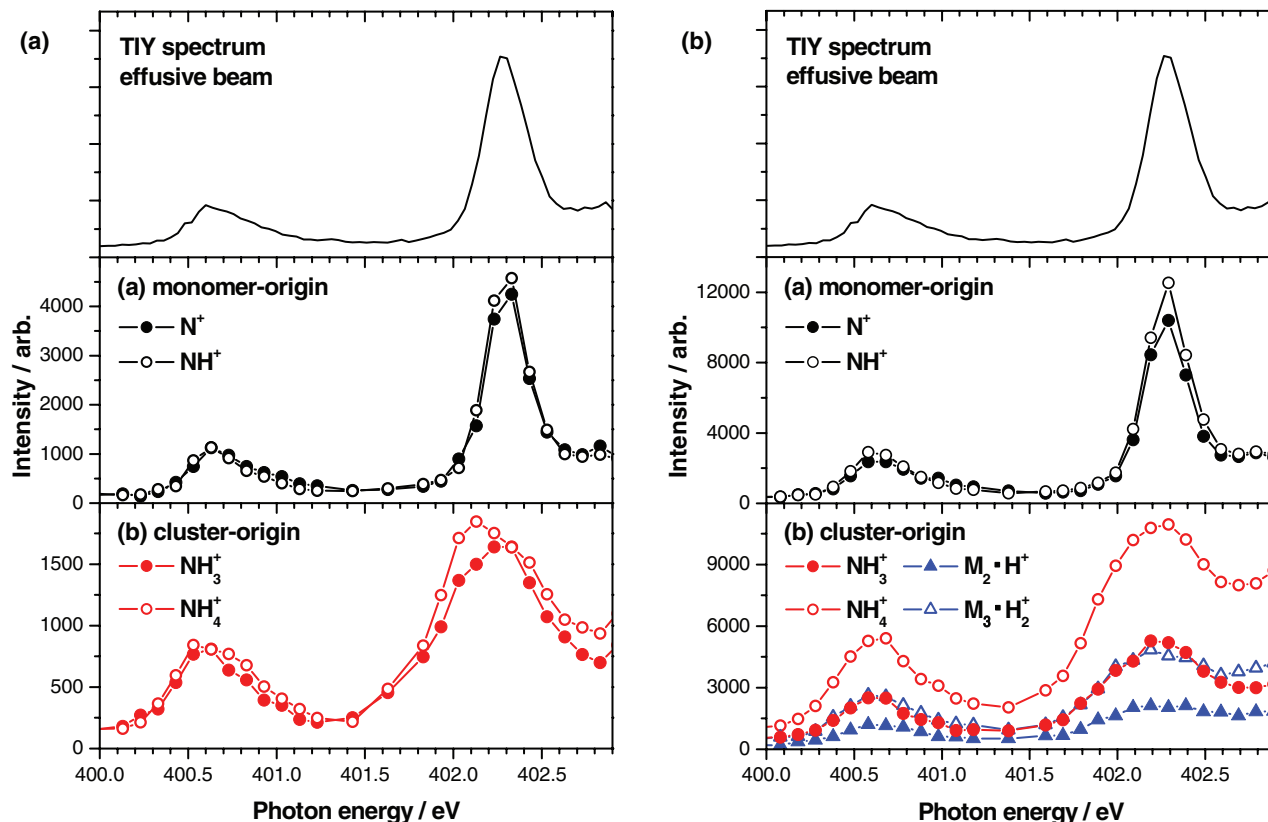 (a)
TIY spectrum
effusive beam
(a) monomer-origin
N⁺
NH⁺
4000
3000
2000
1000
0
(b) cluster-origin
NH₃⁺
NH₄⁺
1500
1000
500
0
Intensity / arb.
400.0 400.5 401.0 401.5 402.0 402.5
Photon energy / eV
(b)
TIY spectrum
effusive beam
(a) monomer-origin
N⁺
NH⁺
12000
9000
6000
3000
0
(b) cluster-origin
NH₃⁺ M₂▪H⁺
NH₄⁺ M₃▪H₂⁺
9000
6000
3000
0
Intensity / arb.
400.0 400.5 401.0 401.5 402.0 402.5
Photon energy / eV